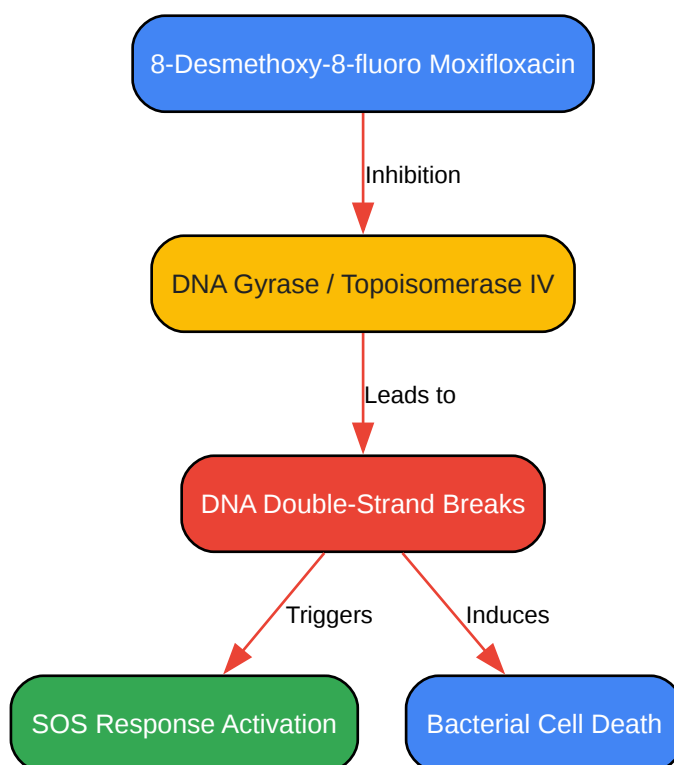 8-Desmethoxy-8-fluoro Moxifloxacin
Inhibition
DNA Gyrase / Topoisomerase IV
Leads to
DNA Double-Strand Breaks
Triggers
Induces
SOS Response Activation
Bacterial Cell Death